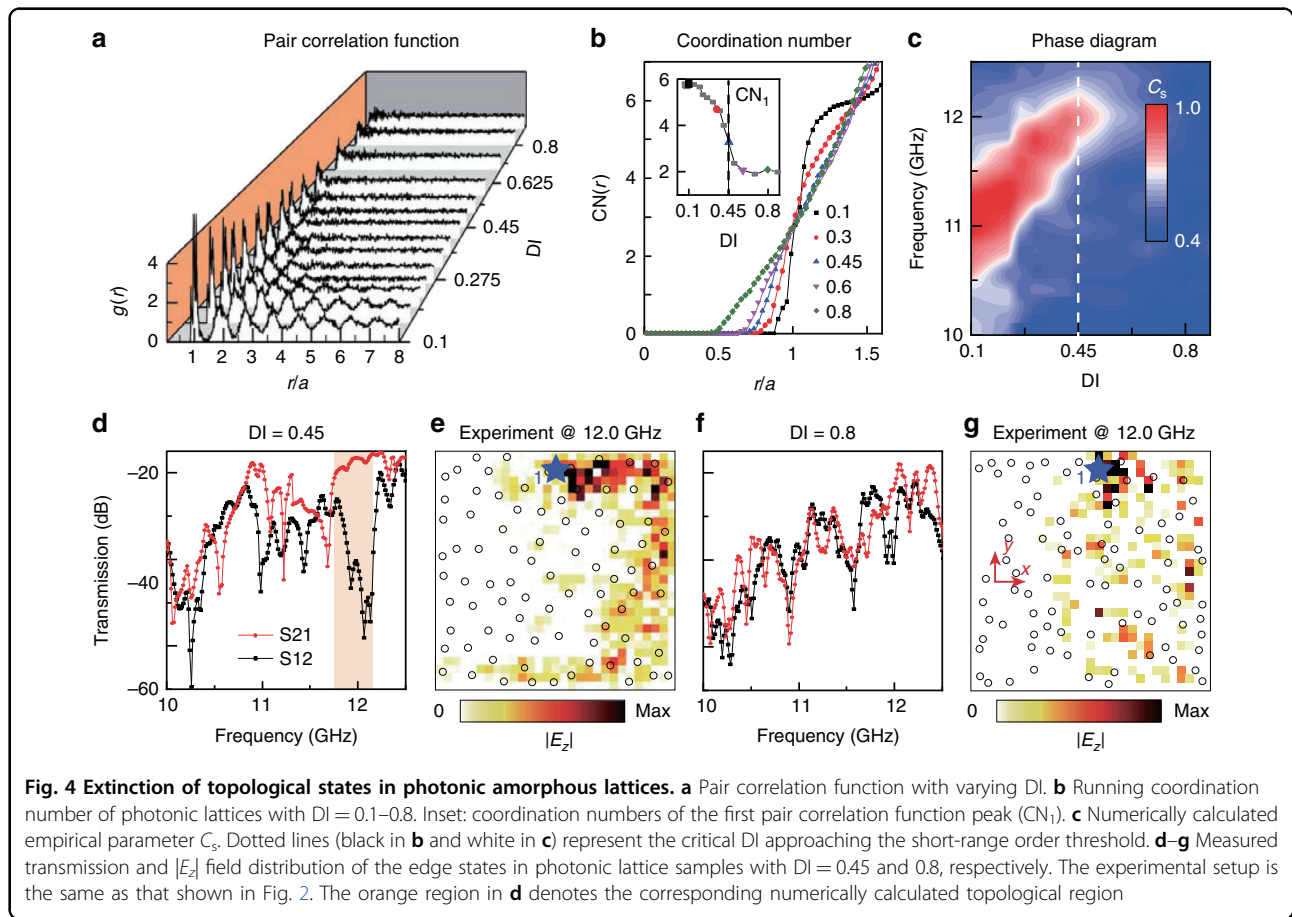 a
Pair correlation function
g(r)
4
2
0
1 2 3 4 5 6 7 8
r/a
0.8
0.625
0.45
0.275
0.1
DI
b
Coordination number
CN(r)
6
4
2
0
0 0.5 1 1.5
r/a
6
4
2
CN1
0.1 0.45 0.8
DI
0.1
0.3
0.45
0.6
0.8
c
Phase diagram
Frequency (GHz)
12
11
10
0.1 0.45 0.8
DI
Cs
1.0
0.4
d
DI = 0.45
Transmission (dB)
−20
−40
−60
S21
S12
10 11 12
Frequency (GHz)
e
Experiment @ 12.0 GHz
1
0 Max
|Ez|
f
DI = 0.8
10 11 12
Frequency (GHz)
g
Experiment @ 12.0 GHz
1
y
x
0 Max
|Ez|
Fig. 4 Extinction of topological states in photonic amorphous lattices. a Pair correlation function with varying DI. b Running coordination
number of photonic lattices with DI = 0.1–0.8. Inset: coordination numbers of the first pair correlation function peak (CN1). c Numerically calculated
empirical parameter Cs. Dotted lines (black in b and white in c) represent the critical DI approaching the short-range order threshold. d–g Measured
transmission and |Ez| field distribution of the edge states in photonic lattice samples with DI = 0.45 and 0.8, respectively. The experimental setup is
the same as that shown in Fig. 2. The orange region in d denotes the corresponding numerically calculated topological region